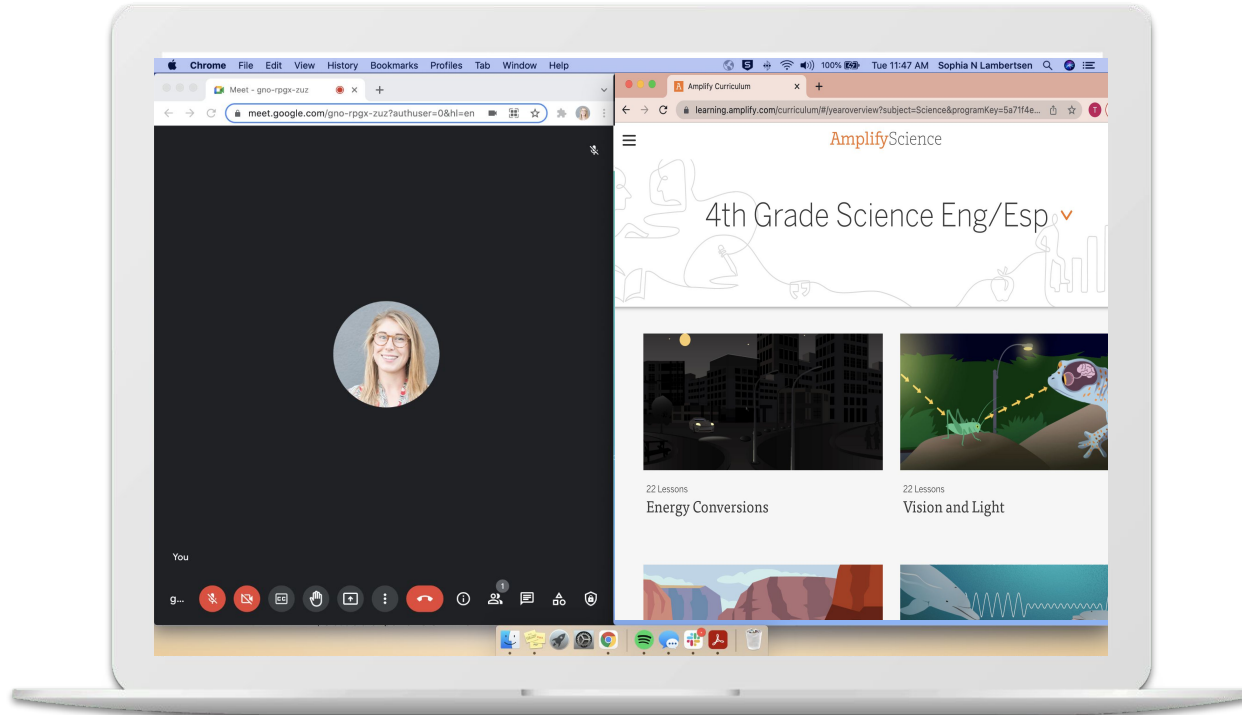 Chrome File Edit View History Bookmarks Profiles Tab Window Help
100% Tue 11:47 AM Sophia N Lambertsen
Meet - gno-rpgx-zuz
meet.google.com/gno-rpgx-zuz?authuser=0&hl=en
You
g...
CC
1
Amplify Curriculum
learning.amplify.com/curriculum/#/yearoverview?subject=Science&programKey=5a71f4e...
T
AmplifyScience
4th Grade Science Eng/Esp
22 Lessons
Energy Conversions
22 Lessons
Vision and Light